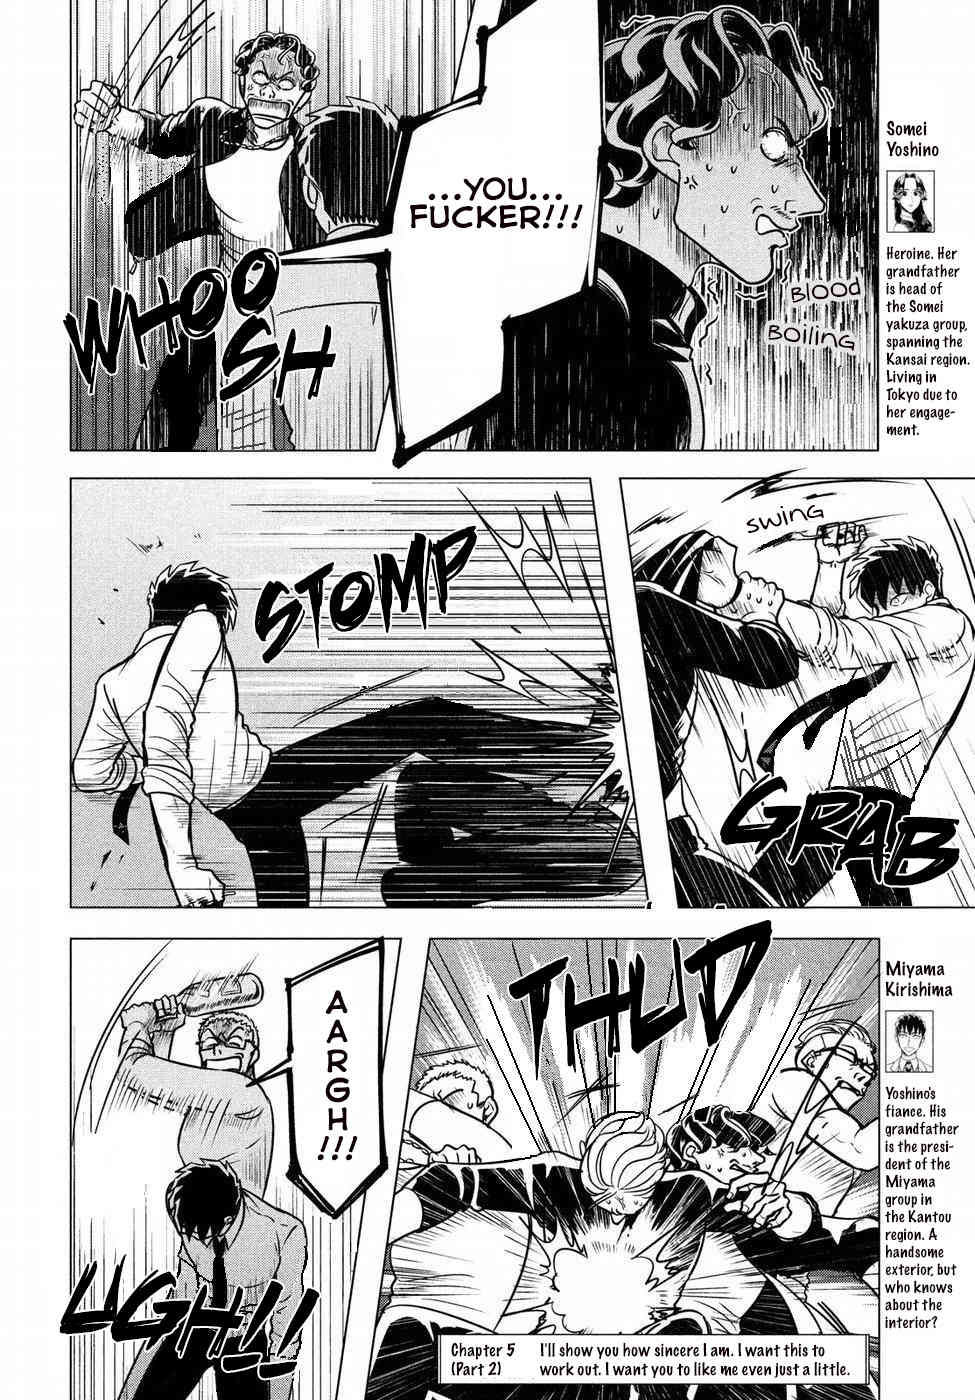 ...YOU...
FUCKER!!!
Blood
Boiling
WHOO
SH
Somei
Yoshino
Heroine. Her
grandfather
is head of
the Somei
yakuza group,
spanning the
Kansai region.
Living in
Tokyo due to
her engage-
ment.
swing
GRAB
STOMP
THUD
AARGH
!!!
UGH!!
Miyama
Kirishima
Yoshino's
fiance. His
grandfather
is the presi-
dent of the
Miyama
group in
the Kantou
region. A
handsome
exterior, but
who knows
about the
interior?
Chapter 5
(Part 2)
I'll show you how sincere I am. I want this to
work out. I want you to like me even just a little.